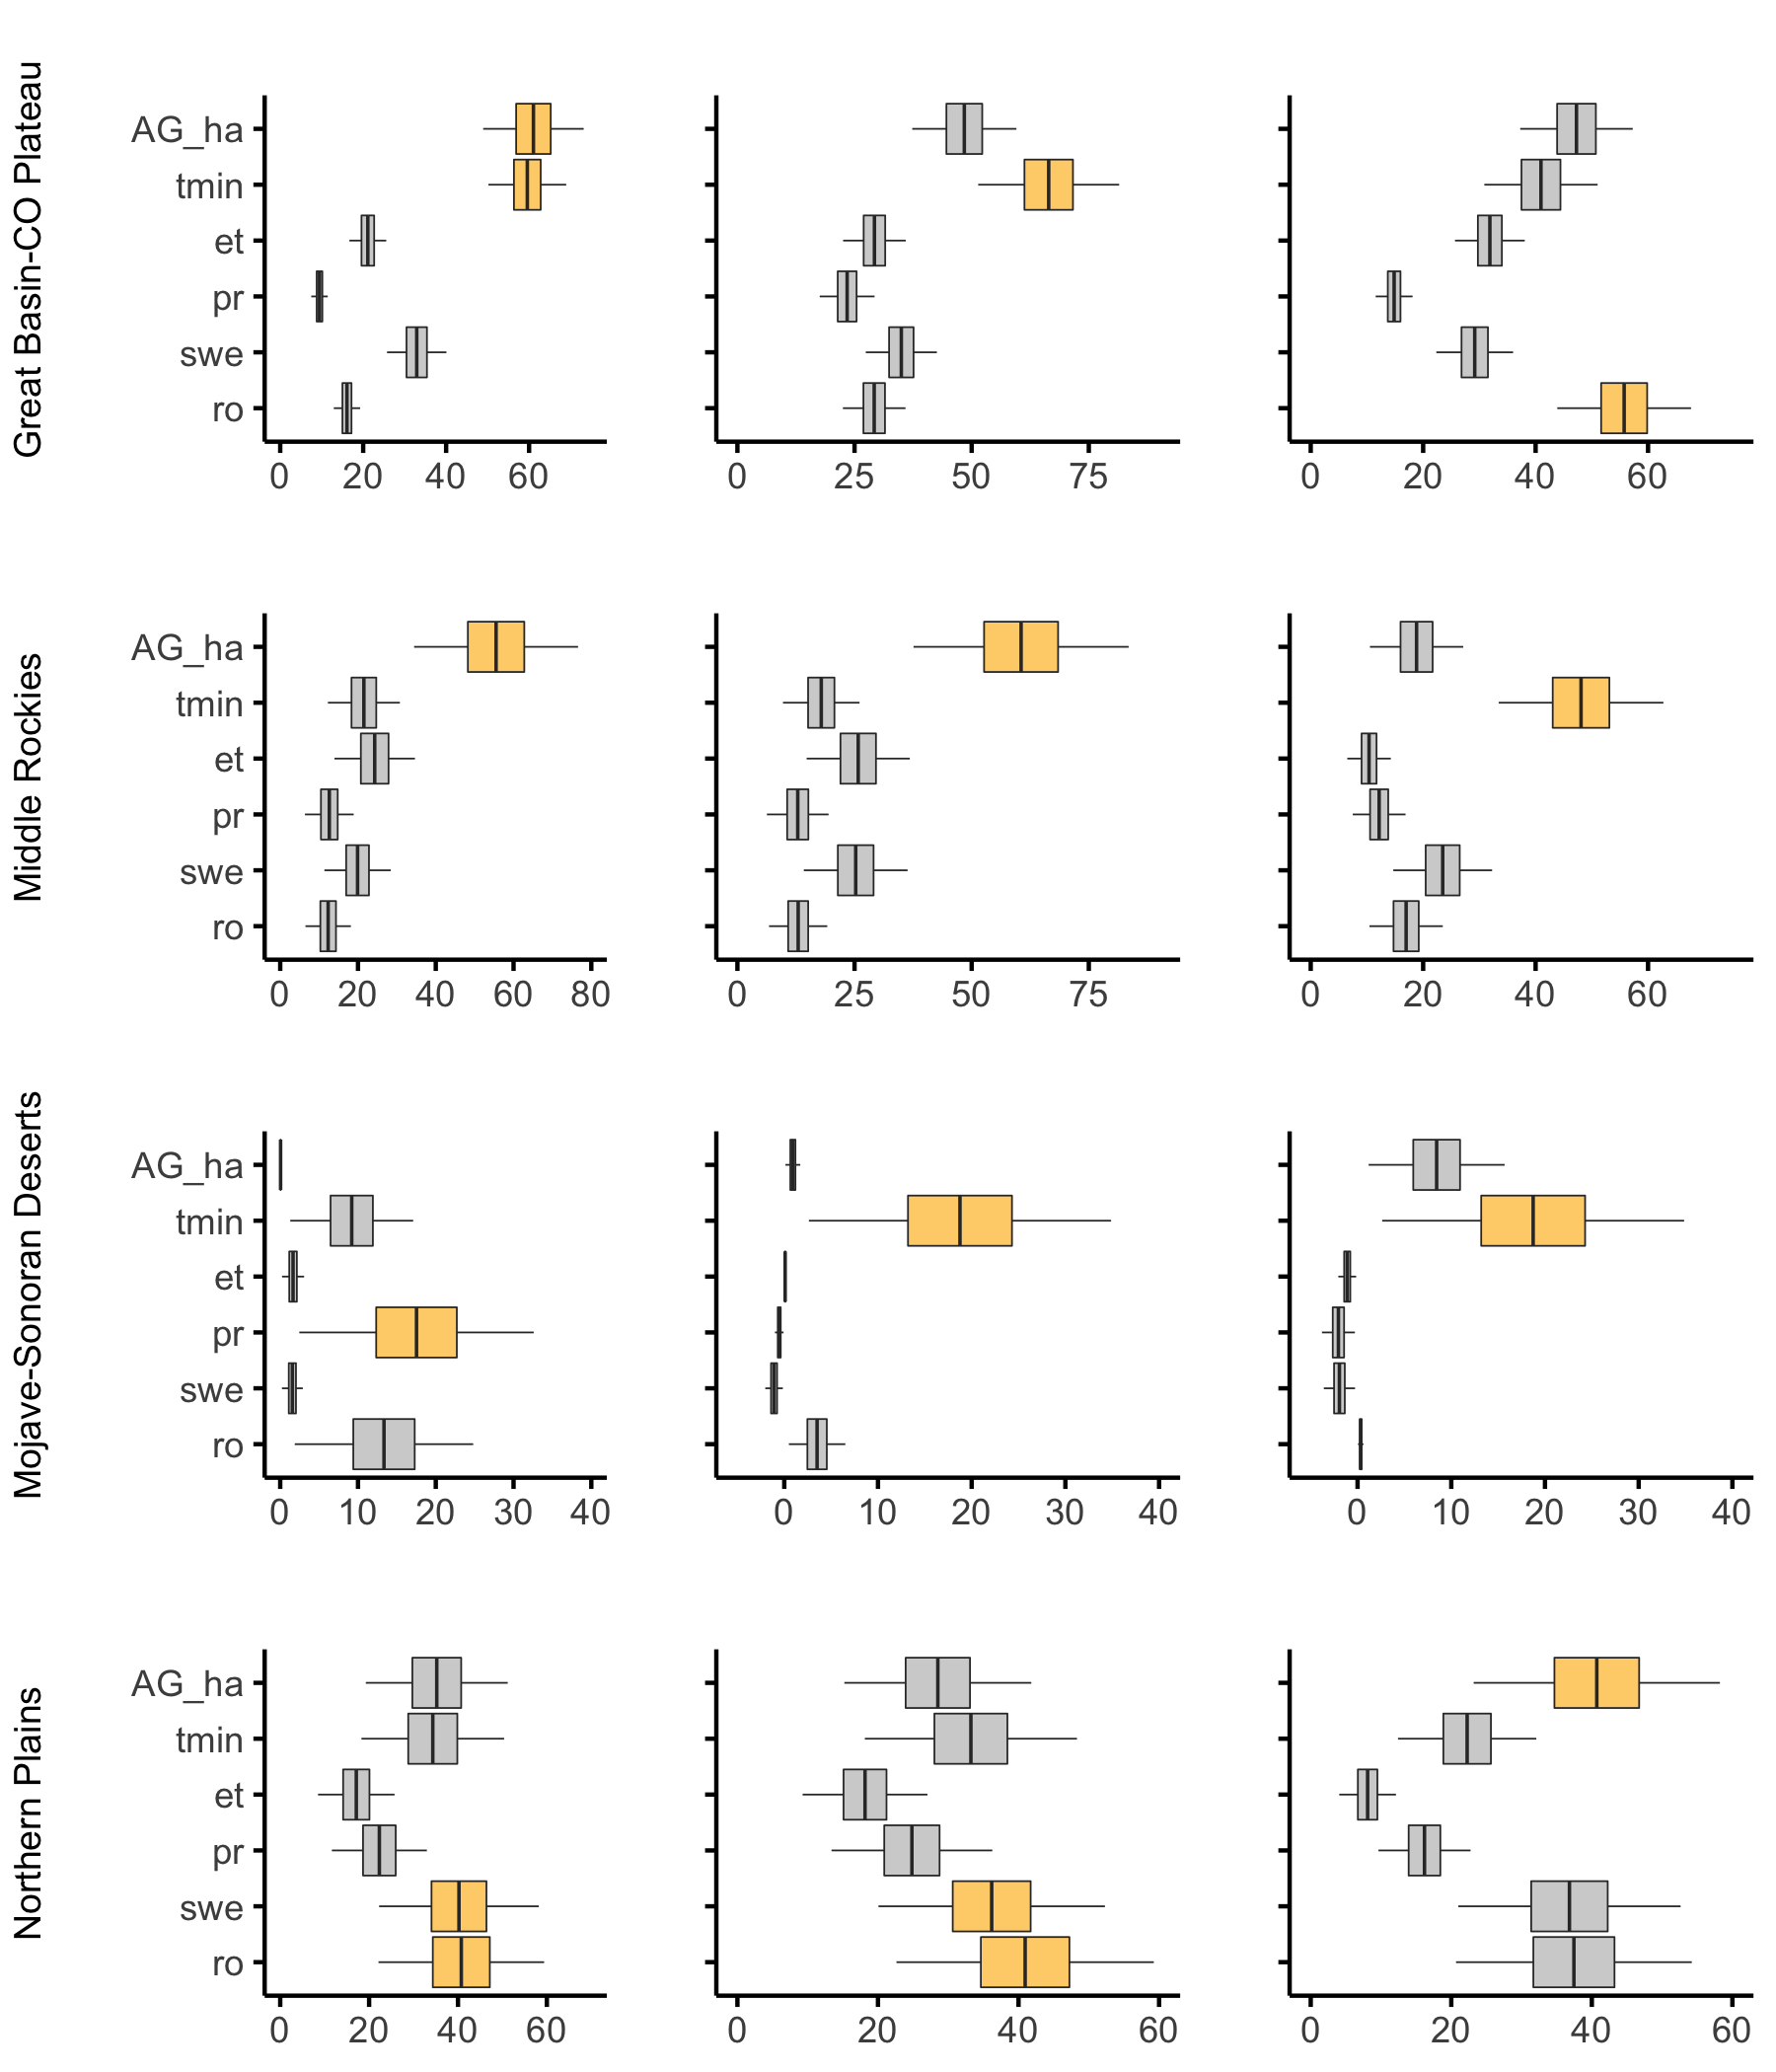 Great Basin-CO Plateau
AG_ha
tmin
et
pr
swe
ro
0 20 40 60
0 25 50 75
0 20 40 60
Middle Rockies
AG_ha
tmin
et
pr
swe
ro
0 20 40 60 80
0 25 50 75
0 20 40 60
Mojave-Sonoran Deserts
AG_ha
tmin
et
pr
swe
ro
0 10 20 30 40
0 10 20 30 40
0 10 20 30 40
Northern Plains
AG_ha
tmin
et
pr
swe
ro
0 20 40 60
0 20 40 60
0 20 40 60